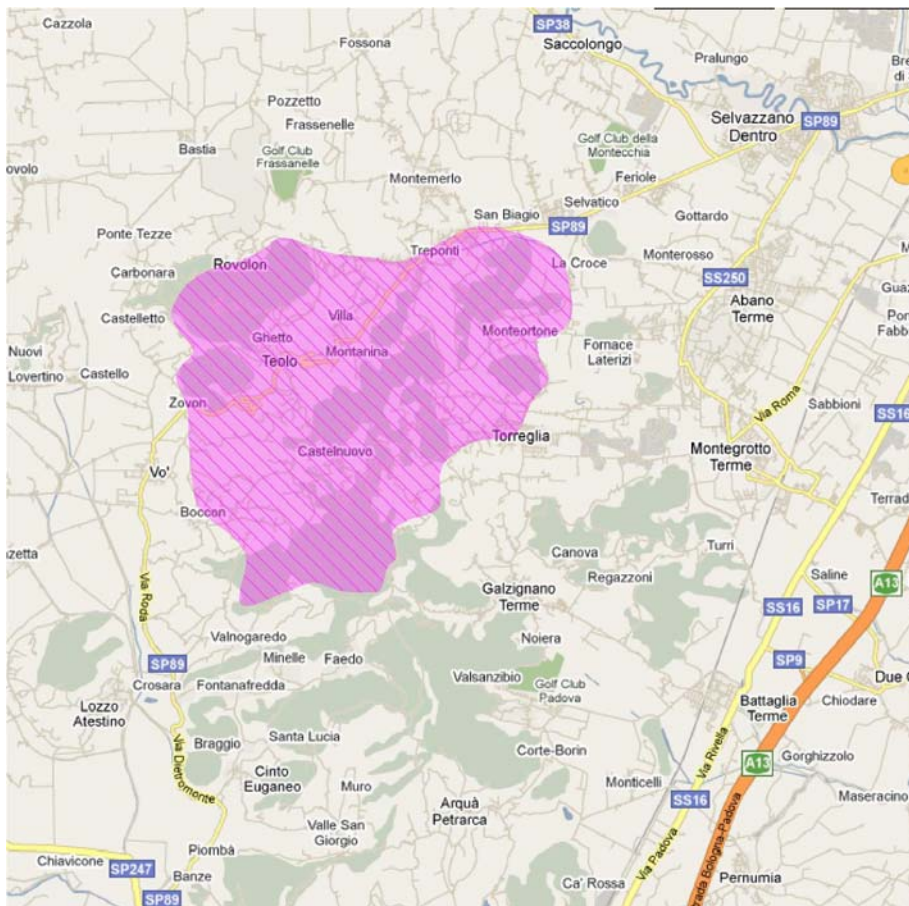 Cazzola
SP38
Fossona
Saccolongo
Pralungo
Pozzetto
Frassenelle
Selvazzano
Dentro
SP89
Bastia
Golf Club
Frassanelle
Golf Club della
Montecchia
Feriole
Montemerlo
San Biagio
Selvatico
SP89
Gottardo
Ponte Tezze
Carbonara
Rovolon
Treponti
La Croce
Monterosso
SS250
Castelletto
Villa
Ghetto
Monteortone
Abano
Terme
Nuovi
Lovertino
Castello
Teolo
Montanina
Fornace
Laterizi
Zovon
Via Roma
Sabbioni
SS16
Torreglia
Castelnuovo
Montegrotto
Terme
Vo'
Boccon
Canova
Turri
Regazzoni
Saline
A13
Via Roda
Galzignano
Terme
SS16
SP17
Valnogaredo
Noiera
Minelle
Faedo
SP89
SP9
Crosara
Fontanafredda
Valsanzibio
Golf Club
Padova
Lozzo
Atestino
Battaglia
Terme
Chiodare
Santa Lucia
Braggio
Corte-Borin
Via Rivella
Gorghizzolo
A13
Via Dietromonte
Cinto
Euganeo
Muro
Monticelli
SS16
Maseracino
Arquà
Petrarca
Valle San
Giorgio
Via Padova
Piombà
Chiavicone
SP247
Banze
Ca' Rossa
Pernumia
SP89